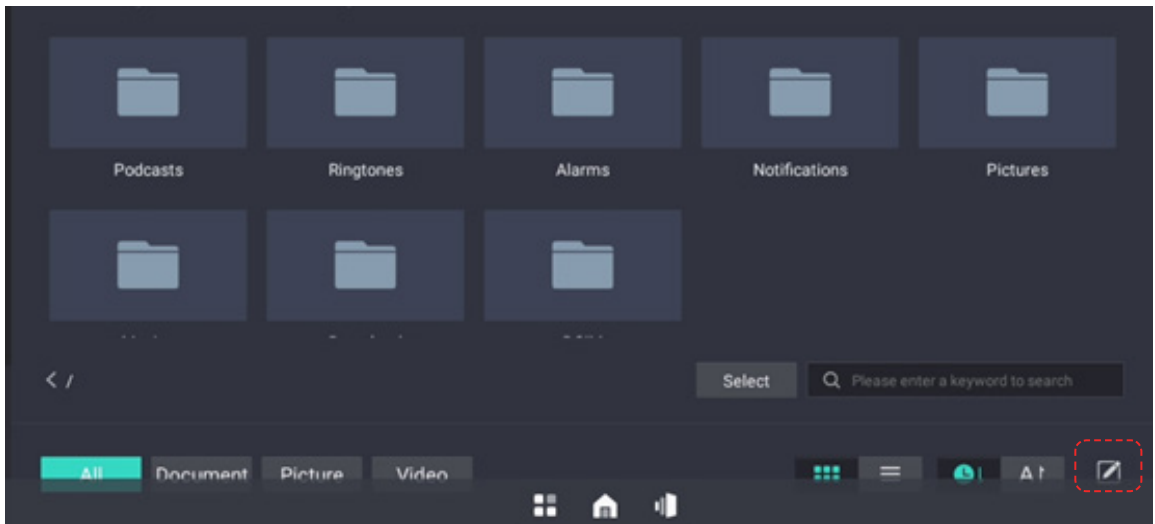 Podcasts Ringtones Alarms Notifications Pictures
< /
Select Please enter a keyword to search
All Document Picture Video A